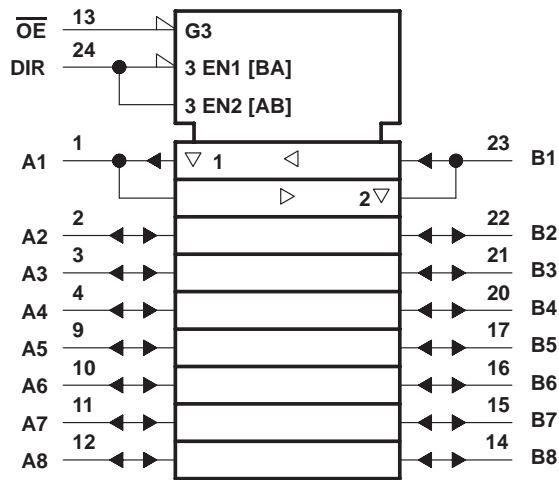 OE 13 G3
DIR 24 3 EN1 [BA]
3 EN2 [AB]
A1 1 1 23 B1
2
A2 2 22 B2
A3 3 21 B3
A4 4 20 B4
A5 9 17 B5
A6 10 16 B6
A7 11 15 B7
A8 12 14 B8